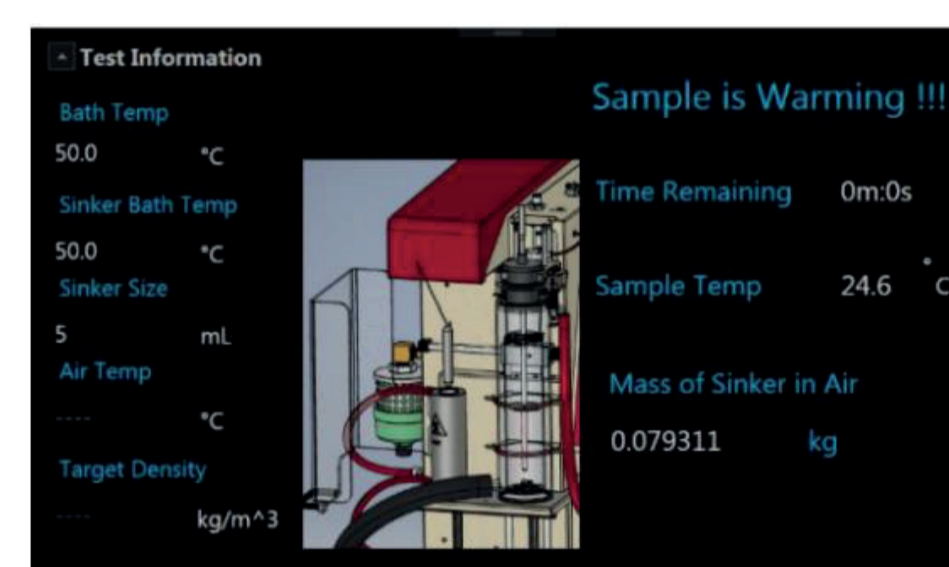 Test Information
Bath Temp
50.0 °C
Sinker Bath Temp
50.0 °C
Sinker Size
5 mL
Air Temp
---- °C
Target Density
---- kg/m^3
Sample is Warming !!!
Time Remaining 0m:0s
Sample Temp 24.6 °C
Mass of Sinker in Air
0.079311 kg